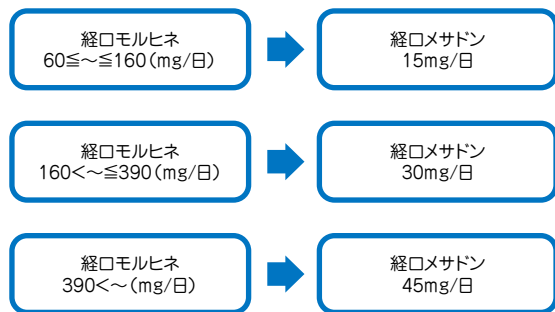 経口モルヒネ
60≦～≦160(mg/日)
経口メサドン
15mg/日
経口モルヒネ
160<～≦390(mg/日)
経口メサドン
30mg/日
経口モルヒネ
390<～(mg/日)
経口メサドン
45mg/日